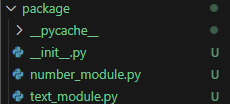 package
__pycache__
__init__.py U
number_module.py U
text_module.py U